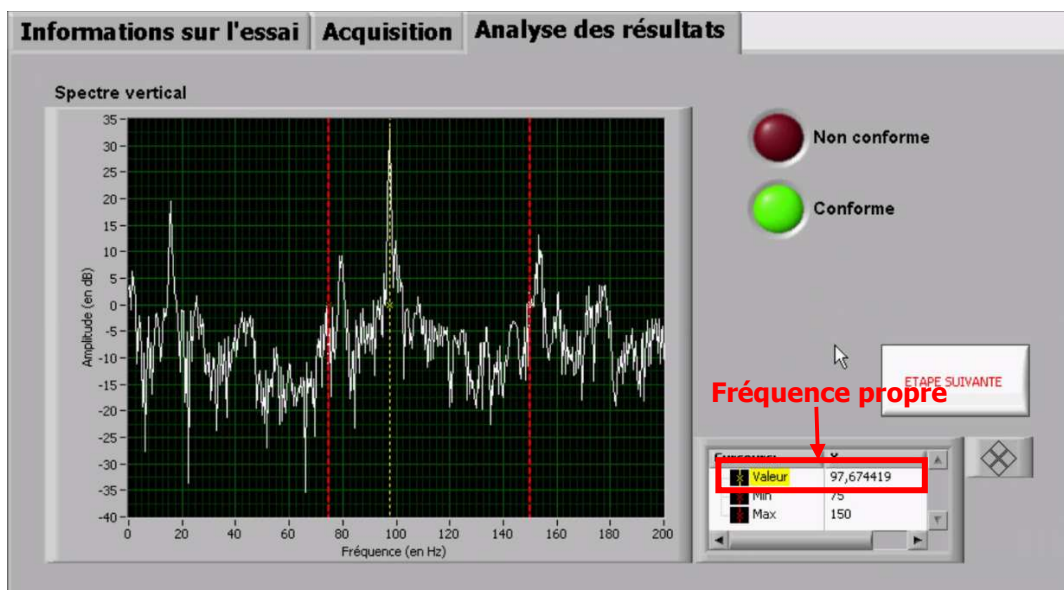 Informations sur l'essai Acquisition Analyse des résultats
Spectre vertical
35
30
25
20
15
10
5
0
-5
-10
-15
-20
-25
-30
-35
-40
Amplitude (en dB)
0 20 40 60 80 100 120 140 160 180 200
Fréquence (en Hz)
Non conforme
Conforme
ETAPE SUIVANTE
Fréquence propre
X
Valeur 97,674419
Min 75
Max 150